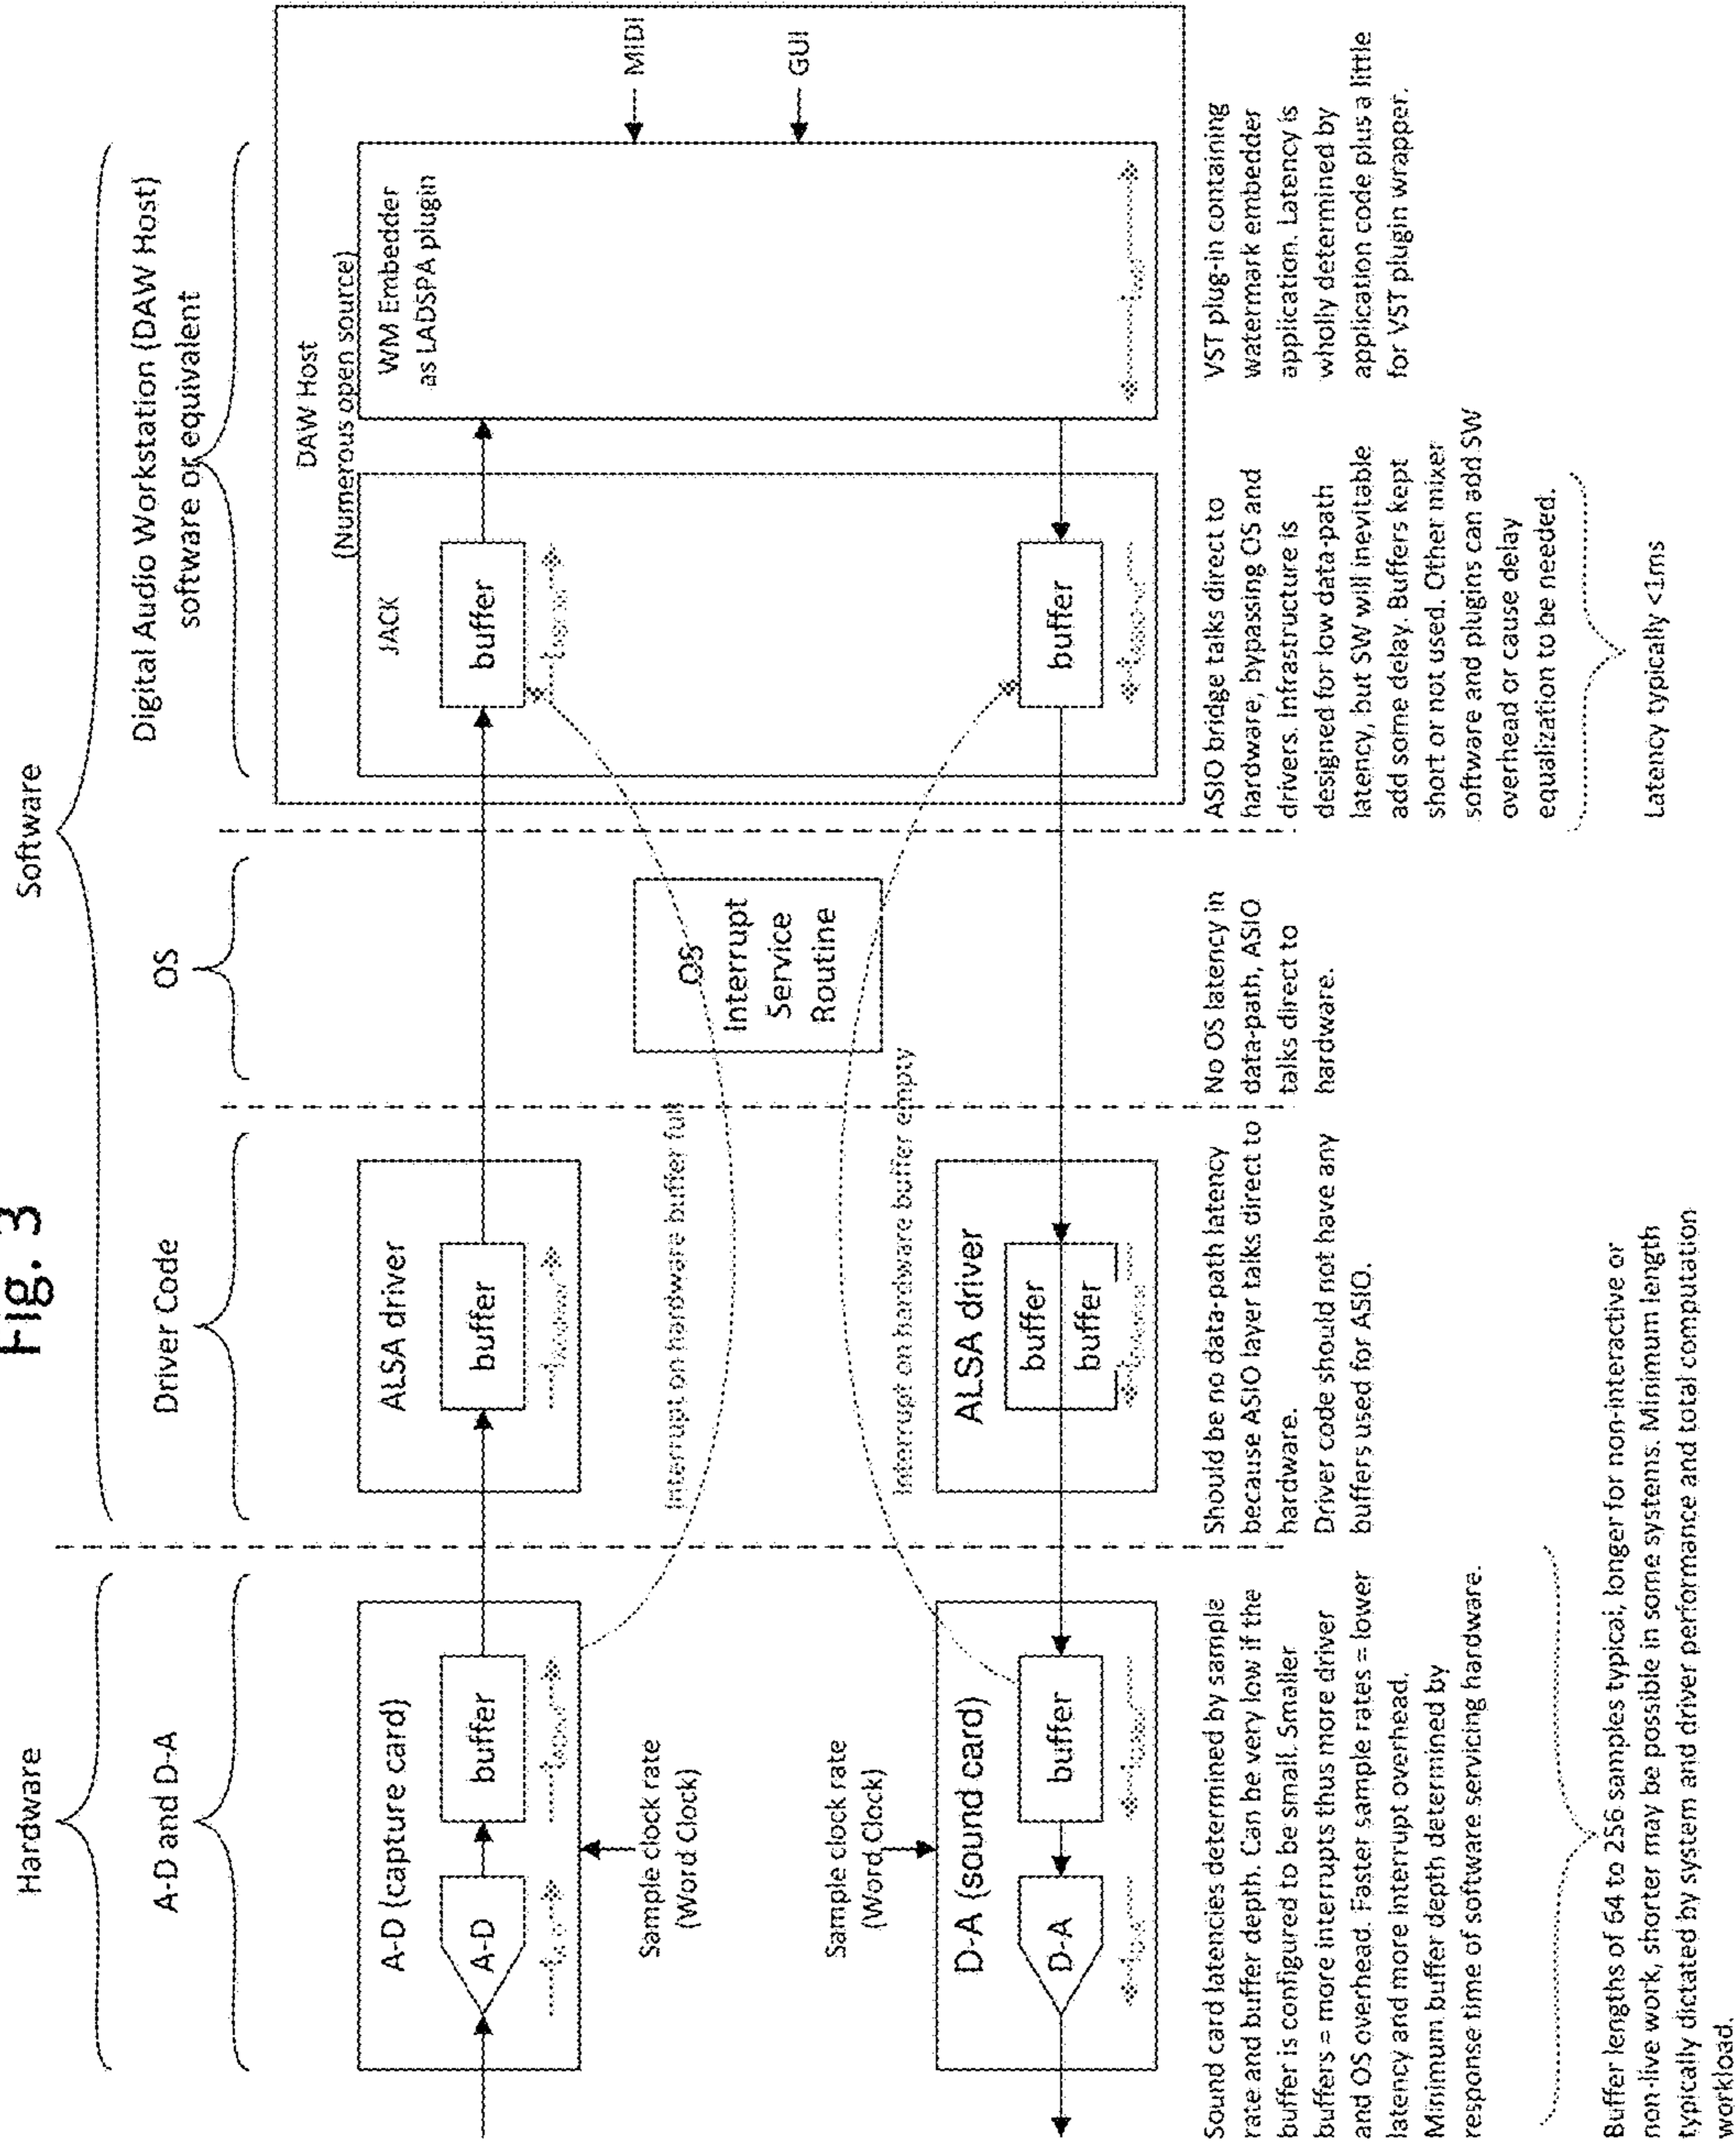 Fig. 3
Hardware
Software
A-D and D-A
Driver Code
OS
Digital Audio Workstation (DAW Host)
software or equivalent
DAW Host
(Numerous open source)
A-D (capture card)
A-D
buffer
ALSA driver
buffer
JACK
buffer
WM Embedder
as LADSPA plugin
MIDI
GUI
Sample clock rate
(Word Clock)
Interrupt on hardware buffer full
OS
Interrupt
Service
Routine
Sample clock rate
(Word Clock)
Interrupt on hardware buffer empty
D-A (sound card)
D-A
buffer
ALSA driver
buffer
buffer
buffer
Sound card latencies determined by sample
rate and buffer depth. Can be very low if the
buffer is configured to be small. Smaller
buffers = more interrupts thus more driver
and OS overhead. Faster sample rates = lower
latency and more interrupt overhead.
Minimum buffer depth determined by
response time of software servicing hardware.
Should be no data-path latency
because ASIO layer talks direct to
hardware.
Driver code should not have any
buffers used for ASIO.
No OS latency in
data-path, ASIO
talks direct to
hardware.
ASIO bridge talks direct to
hardware, bypassing OS and
drivers. Infrastructure is
designed for low data-path
latency, but SW will inevitable
add some delay. Buffers kept
short or not used. Other mixer
software and plugins can add SW
overhead or cause delay
equalization to be needed.
VST plug-in containing
watermark embedder
application. Latency is
wholly determined by
application code plus a little
for VST plugin wrapper.
Buffer lengths of 64 to 256 samples typical, longer for non-interactive or
non-live work, shorter may be possible in some systems. Minimum length
typically dictated by system and driver performance and total computation
workload.
Latency typically <1ms